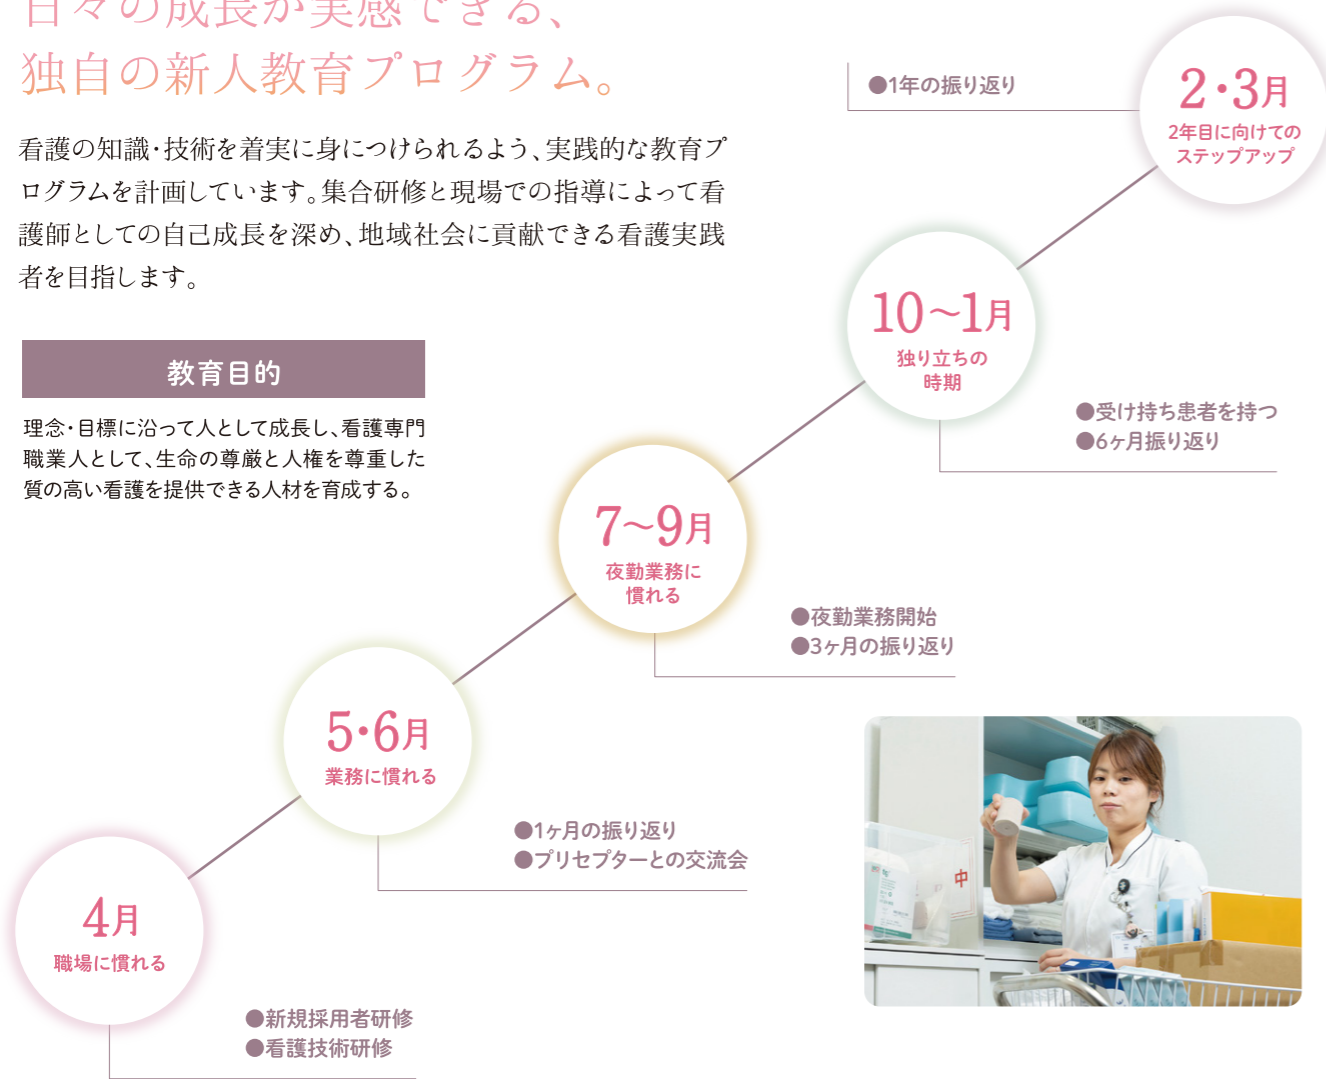 日々の成長が実感できる、
独自の新人教育プログラム。
看護の知識・技術を着実に身につけられるよう、実践的な教育プ
ログラムを計画しています。集合研修と現場での指導によって看
護師としての自己成長を深め、地域社会に貢献できる看護実践
者を目指します。
教育目的
理念・目標に沿って人として成長し、看護専門
職業人として、生命の尊厳と人権を尊重した
質の高い看護を提供できる人材を育成する。
4月
職場に慣れる
●新規採用者研修
●看護技術研修
5・6月
業務に慣れる
●1ヶ月の振り返り
●プリセプターとの交流会
7〜9月
夜勤業務に
慣れる
●夜勤業務開始
●3ヶ月の振り返り
10〜1月
独り立ちの
時期
●受け持ち患者を持つ
●6ヶ月振り返り
2・3月
2年目に向けての
ステップアップ
●1年の振り返り
中